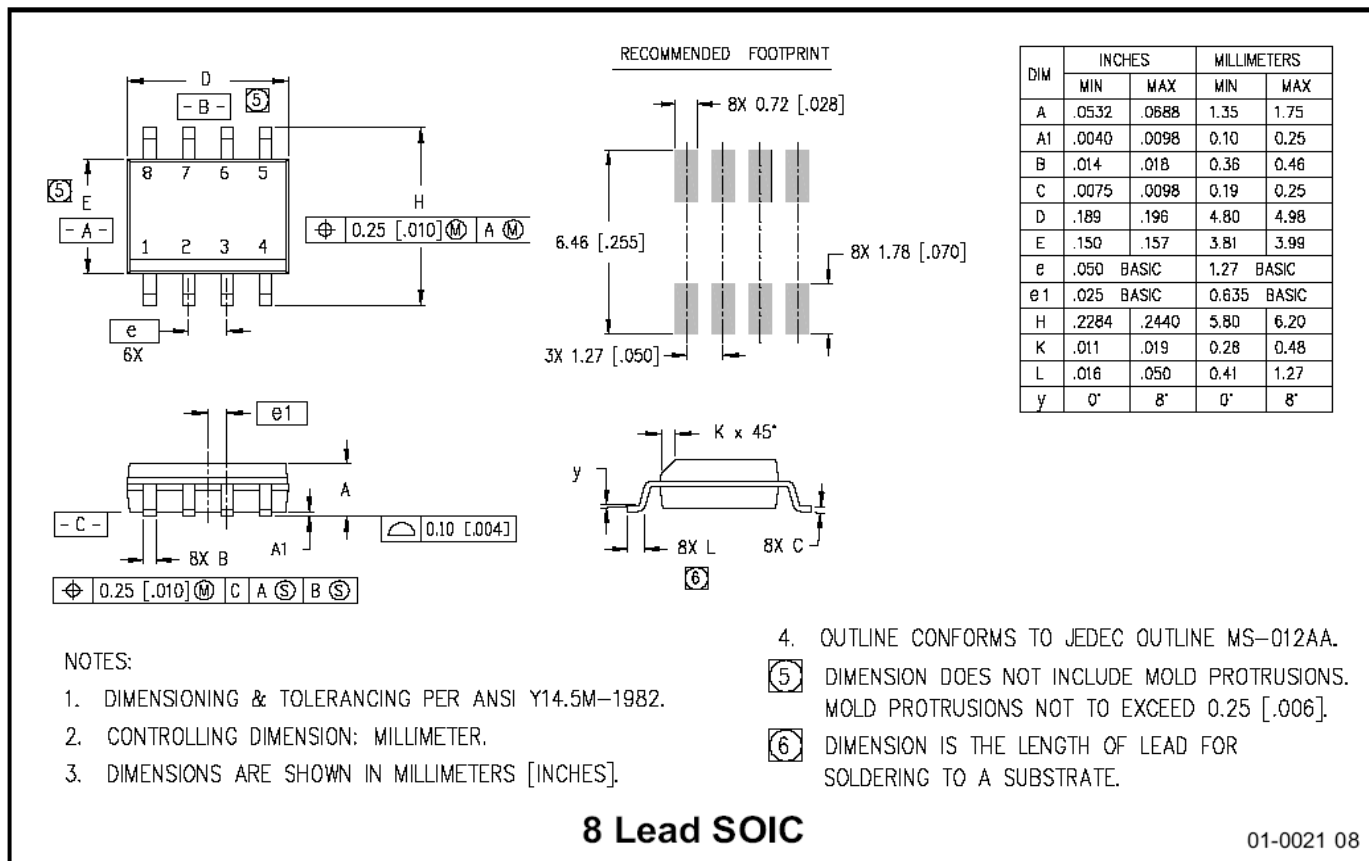 RECOMMENDED FOOTPRINT
D
- B -
5
8 7 6 5
5
E
- A -
H
⌖ 0.25 [.010] Ⓜ A Ⓜ
1 2 3 4
e
6X
8X 0.72 [.028]
6.46 [.255]
8X 1.78 [.070]
3X 1.27 [.050]
DIM INCHES MILLIMETERS
MIN MAX MIN MAX
A .0532 .0688 1.35 1.75
A1 .0040 .0098 0.10 0.25
B .014 .018 0.36 0.46
C .0075 .0098 0.19 0.25
D .189 .196 4.80 4.98
E .150 .157 3.81 3.99
e .050 BASIC 1.27 BASIC
e1 .025 BASIC 0.635 BASIC
H .2284 .2440 5.80 6.20
K .011 .019 0.28 0.48
L .016 .050 0.41 1.27
y 0° 8° 0° 8°
e1
A
- C -
8X B
A1
⌓ 0.10 [.004]
⌖ 0.25 [.010] Ⓜ C A Ⓢ B Ⓢ
K x 45°
y
8X L
6
8X C
NOTES:
1. DIMENSIONING & TOLERANCING PER ANSI Y14.5M-1982.
2. CONTROLLING DIMENSION: MILLIMETER.
3. DIMENSIONS ARE SHOWN IN MILLIMETERS [INCHES].
4. OUTLINE CONFORMS TO JEDEC OUTLINE MS-012AA.
5 DIMENSION DOES NOT INCLUDE MOLD PROTRUSIONS.
MOLD PROTRUSIONS NOT TO EXCEED 0.25 [.006].
6 DIMENSION IS THE LENGTH OF LEAD FOR
SOLDERING TO A SUBSTRATE.
8 Lead SOIC
01-0021 08